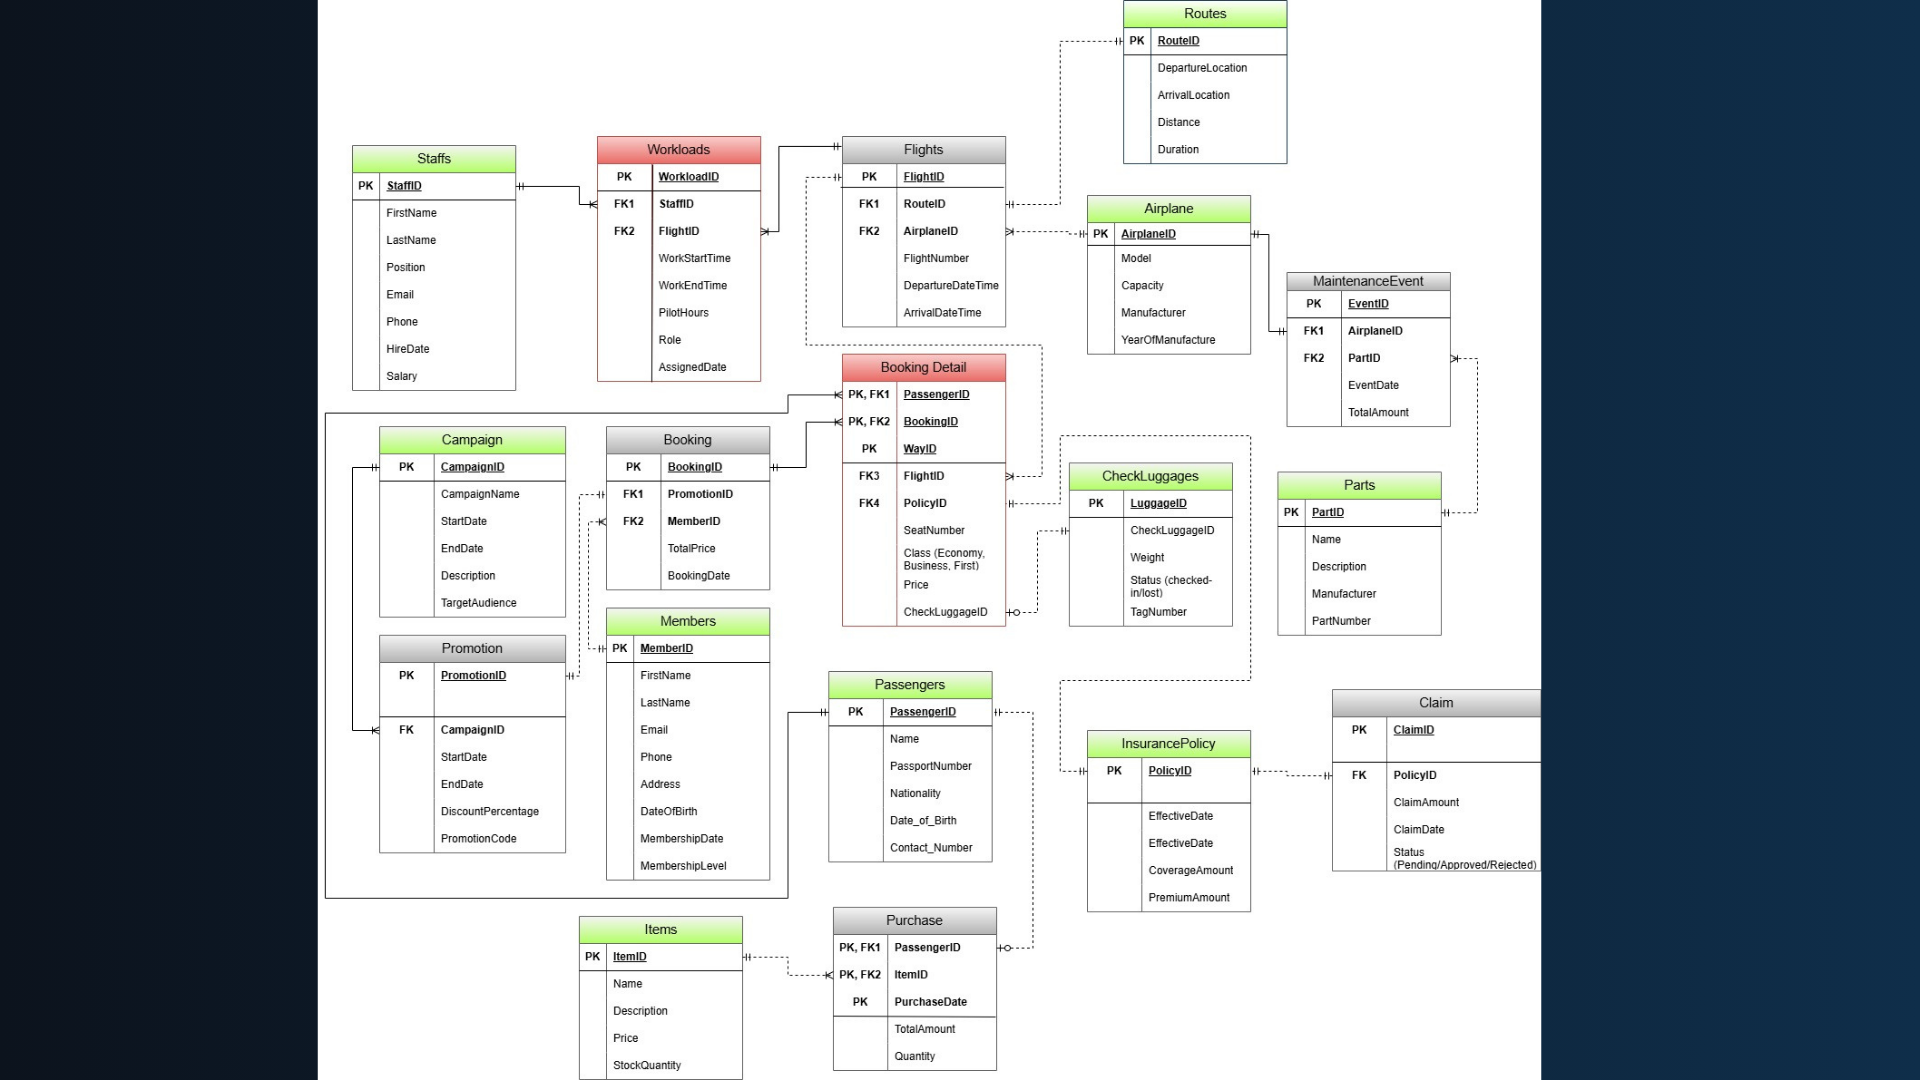 Routes
PK RouteID
DepartureLocation
ArrivalLocation
Distance
Duration
Staffs
PK StaffID
FirstName
LastName
Position
Email
Phone
HireDate
Salary
Workloads
PK WorkloadID
FK1 StaffID
FK2 FlightID
WorkStartTime
WorkEndTime
PilotHours
Role
AssignedDate
Flights
PK FlightID
FK1 RouteID
FK2 AirplaneID
FlightNumber
DepartureDateTime
ArrivalDateTime
Airplane
PK AirplaneID
Model
Capacity
Manufacturer
YearOfManufacture
MaintenanceEvent
PK EventID
FK1 AirplaneID
FK2 PartID
EventDate
TotalAmount
Booking Detail
PK, FK1 PassengerID
PK, FK2 BookingID
PK WayID
FK3 FlightID
FK4 PolicyID
SeatNumber
Class (Economy,
Business, First)
Price
CheckLuggageID
Campaign
PK CampaignID
CampaignName
StartDate
EndDate
Description
TargetAudience
Booking
PK BookingID
FK1 PromotionID
FK2 MemberID
TotalPrice
BookingDate
CheckLuggages
PK LuggageID
CheckLuggageID
Weight
Status (checked-
in/lost)
TagNumber
Parts
PK PartID
Name
Description
Manufacturer
PartNumber
Promotion
PK PromotionID
FK CampaignID
StartDate
EndDate
DiscountPercentage
PromotionCode
Members
PK MemberID
FirstName
LastName
Email
Phone
Address
DateOfBirth
MembershipDate
MembershipLevel
Passengers
PK PassengerID
Name
PassportNumber
Nationality
Date_of_Birth
Contact_Number
InsurancePolicy
PK PolicyID
EffectiveDate
EffectiveDate
CoverageAmount
PremiumAmount
Claim
PK ClaimID
FK PolicyID
ClaimAmount
ClaimDate
Status
(Pending/Approved/Rejected)
Items
PK ItemID
Name
Description
Price
StockQuantity
Purchase
PK, FK1 PassengerID
PK, FK2 ItemID
PK PurchaseDate
TotalAmount
Quantity